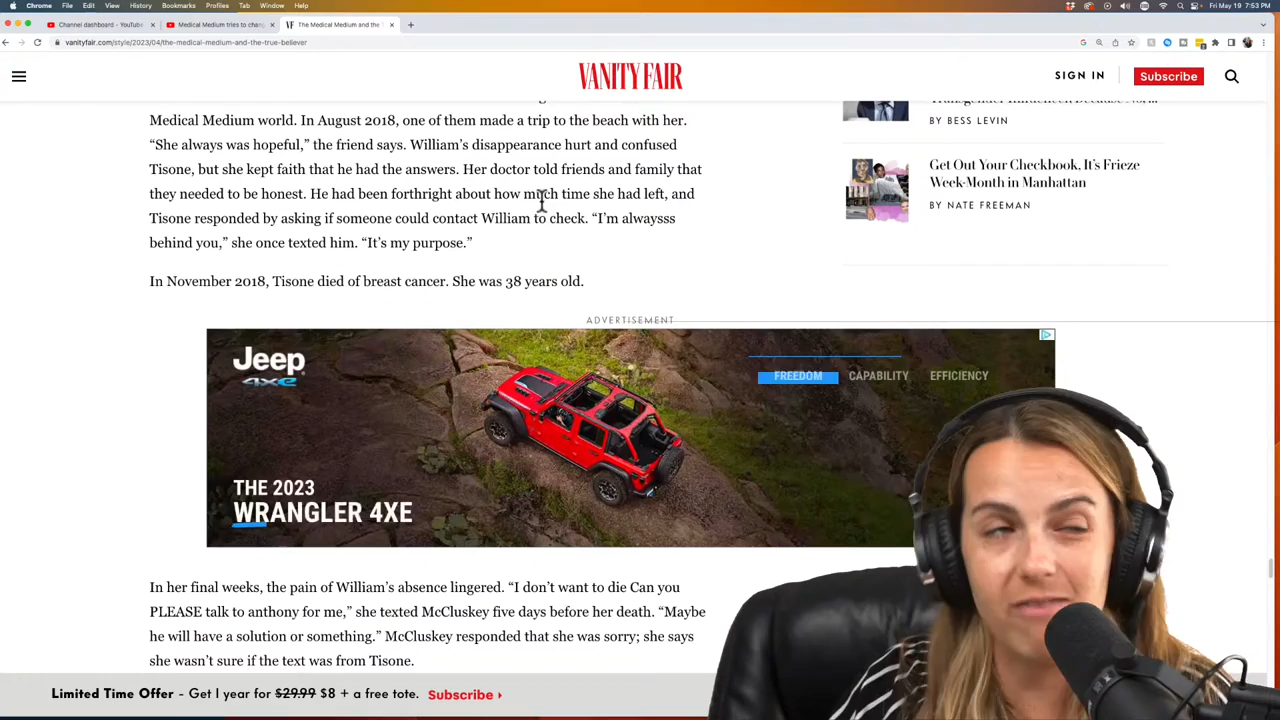 Chrome File Edit View History Bookmarks Profiles Tab Window Help Fri May 19 7:53 PM
Channel dashboard - YouTube Medical Medium tries to chang The Medical Medium and the T
vanityfair.com/style/2023/04/the-medical-medium-and-the-true-believer
VANITY FAIR SIGN IN Subscribe
Medical Medium world. In August 2018, one of them made a trip to the beach with her.
“She always was hopeful,” the friend says. William’s disappearance hurt and confused
Tisone, but she kept faith that he had the answers. Her doctor told friends and family that
they needed to be honest. He had been forthright about how much time she had left, and
Tisone responded by asking if someone could contact William to check. “I’m alwaysss
behind you,” she once texted him. “It’s my purpose.”
In November 2018, Tisone died of breast cancer. She was 38 years old.
Transgender Influencer, Because No,...
BY BESS LEVIN
Get Out Your Checkbook, It’s Frieze
Week-Month in Manhattan
BY NATE FREEMAN
ADVERTISEMENT
Jeep
4xe
FREEDOM CAPABILITY EFFICIENCY
THE 2023
WRANGLER 4XE
In her final weeks, the pain of William’s absence lingered. “I don’t want to die Can you
PLEASE talk to anthony for me,” she texted McCluskey five days before her death. “Maybe
he will have a solution or something.” McCluskey responded that she was sorry; she says
she wasn’t sure if the text was from Tisone.
Limited Time Offer - Get 1 year for $29.99 $8 + a free tote. Subscribe ›